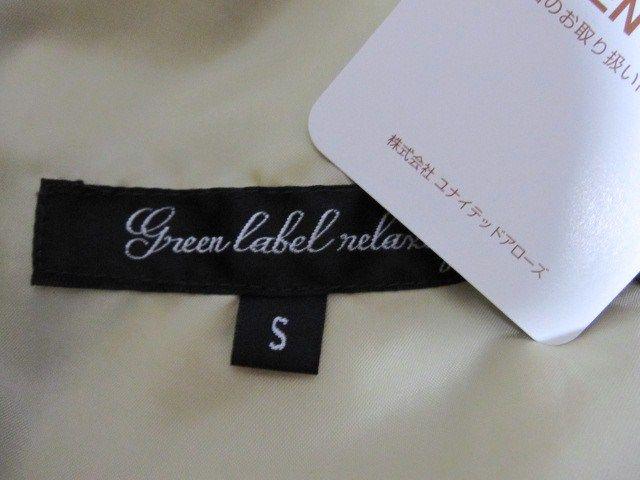 EN
のお取り扱い
株式会社 ユナイテッドアローズ
Green label relax
S